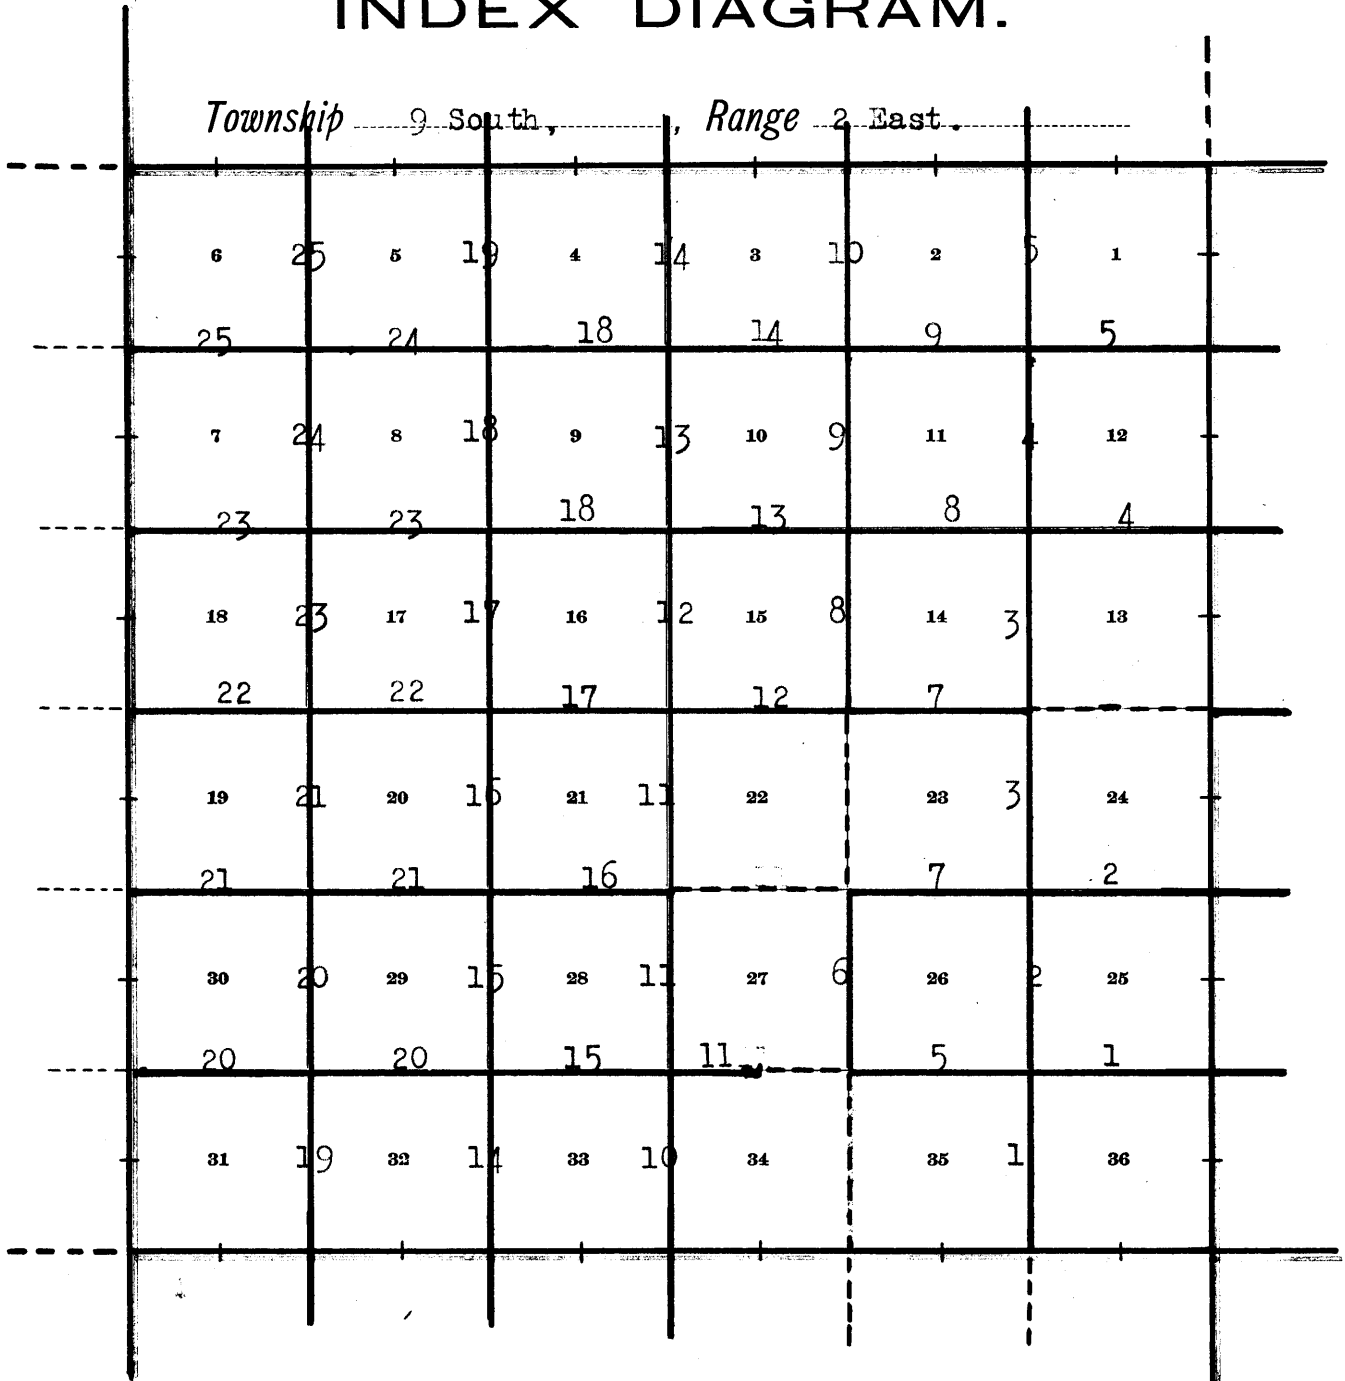 INDEX DIAGRAM.
Township 9 South, , Range 2 East.
6 25 5 19 4 14 3 10 2 5 1
25 24 18 14 9 5
7 24 8 18 9 13 10 9 11 4 12
23 23 18 13 8 4
18 23 17 17 16 12 15 8 14 3 13
22 22 17 12 7
19 21 20 16 21 11 22 23 3 24
21 21 16 7 2
30 20 29 15 28 11 27 6 26 2 25
20 20 15 11 5 1
31 19 32 14 33 10 34 35 1 36